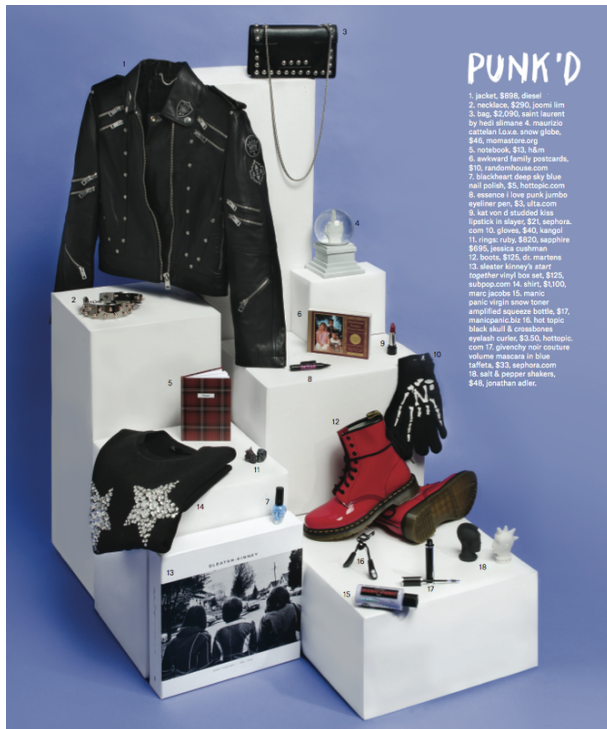 PUNK'D
1. jacket, $898, diesel
2. necklace, $290, joomi lim
3. bag, $2,090, saint laurent
by hedi slimane 4. maurizio
cattelan l.o.v.e. snow globe,
$46, momastore.org
5. notebook, $13, h&m
6. awkward family postcards,
$10, randomhouse.com
7. blackheart deep sky blue
nail polish, $5, hottopic.com
8. essence i love punk jumbo
eyeliner pen, $3, ulta.com
9. kat von d studded kiss
lipstick in slayer, $21, sephora.
com 10. gloves, $40, kangol
11. rings: ruby, $820, sapphire
$695, jessica cushman
12. boots, $125, dr. martens
13. sleater kinney's start
together vinyl box set, $125,
subpop.com 14. shirt, $1,100,
marc jacobs 15. manic
panic virgin snow toner
amplified squeeze bottle, $17,
manicpanic.biz 16. hot topic
black skull & crossbones
eyelash curler, $3.50, hottopic.
com 17. givenchy noir couture
volume mascara in blue
taffeta, $33, sephora.com
18. salt & pepper shakers,
$48, jonathan adler.
1
3
4
2
6
9
10
8
5
12
11
7
14
16
18
13
SLEATER-KINNEY
15
17